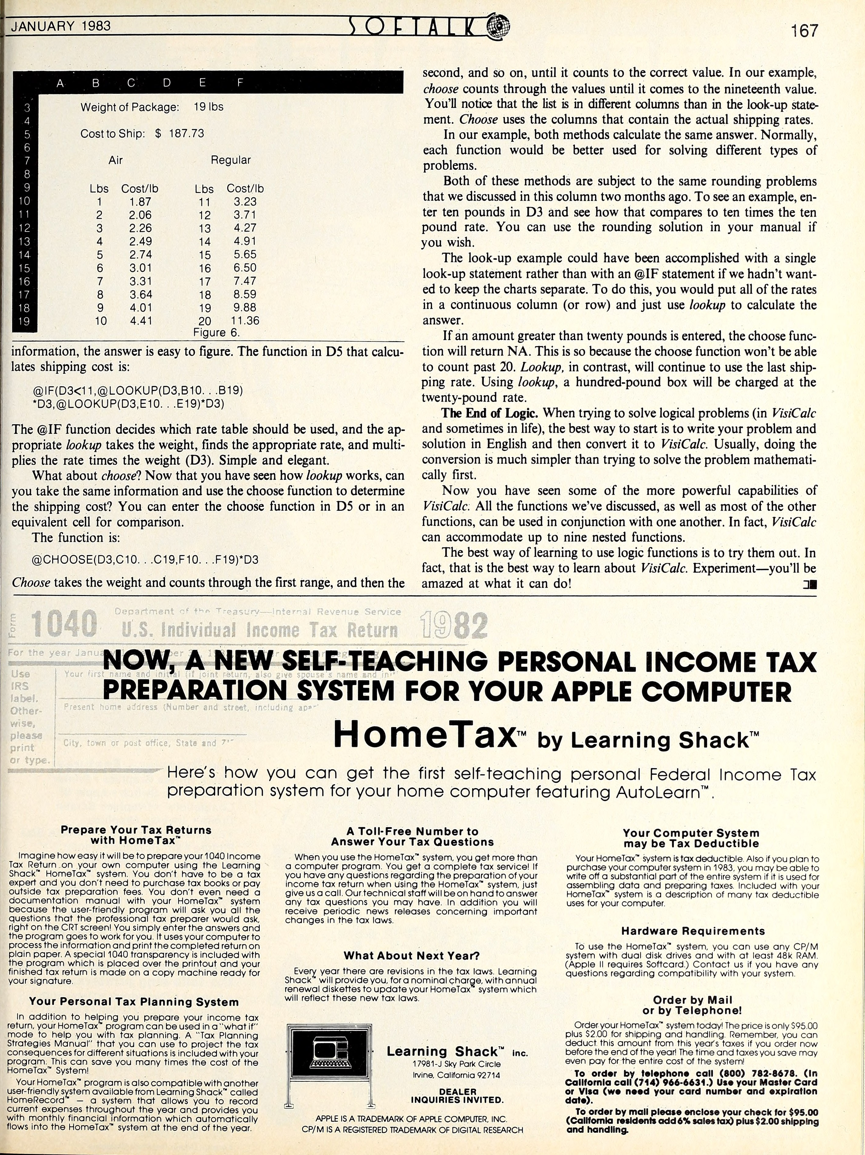 JANUARY 1983
SOFTALK
167
A B C D E F
3 Weight of Package: 19 lbs
4
5 Cost to Ship: $ 187.73
6
7 Air Regular
8
9 Lbs Cost/lb Lbs Cost/lb
10 1 1.87 11 3.23
11 2 2.06 12 3.71
12 3 2.26 13 4.27
13 4 2.49 14 4.91
14 5 2.74 15 5.65
15 6 3.01 16 6.50
16 7 3.31 17 7.47
17 8 3.64 18 8.59
18 9 4.01 19 9.88
19 10 4.41 20 11.36
Figure 6.
information, the answer is easy to figure. The function in D5 that calcu-
lates shipping cost is:
@IF(D3<11,@LOOKUP(D3,B10. . .B19)
*D3,@LOOKUP(D3,E10. . .E19)*D3)
The @IF function decides which rate table should be used, and the ap-
propriate lookup takes the weight, finds the appropriate rate, and multi-
plies the rate times the weight (D3). Simple and elegant.
What about choose? Now that you have seen how lookup works, can
you take the same information and use the choose function to determine
the shipping cost? You can enter the choose function in D5 or in an
equivalent cell for comparison.
The function is:
@CHOOSE(D3,C10. . .C19,F10. . .F19)*D3
Choose takes the weight and counts through the first range, and then the
second, and so on, until it counts to the correct value. In our example,
choose counts through the values until it comes to the nineteenth value.
You'll notice that the list is in different columns than in the look-up state-
ment. Choose uses the columns that contain the actual shipping rates.
In our example, both methods calculate the same answer. Normally,
each function would be better used for solving different types of
problems.
Both of these methods are subject to the same rounding problems
that we discussed in this column two months ago. To see an example, en-
ter ten pounds in D3 and see how that compares to ten times the ten
pound rate. You can use the rounding solution in your manual if
you wish.
The look-up example could have been accomplished with a single
look-up statement rather than with an @IF statement if we hadn't want-
ed to keep the charts separate. To do this, you would put all of the rates
in a continuous column (or row) and just use lookup to calculate the
answer.
If an amount greater than twenty pounds is entered, the choose func-
tion will return NA. This is so because the choose function won't be able
to count past 20. Lookup, in contrast, will continue to use the last ship-
ping rate. Using lookup, a hundred-pound box will be charged at the
twenty-pound rate.
The End of Logic. When trying to solve logical problems (in VisiCalc
and sometimes in life), the best way to start is to write your problem and
solution in English and then convert it to VisiCalc. Usually, doing the
conversion is much simpler than trying to solve the problem mathemati-
cally first.
Now you have seen some of the more powerful capabilities of
VisiCalc. All the functions we've discussed, as well as most of the other
functions, can be used in conjunction with one another. In fact, VisiCalc
can accommodate up to nine nested functions.
The best way of learning to use logic functions is to try them out. In
fact, that is the best way to learn about VisiCalc. Experiment—you'll be
amazed at what it can do!
Form 1040 Department of the Treasury—Internal Revenue Service
U.S. Individual Income Tax Return 1982
For the year
Use IRS label. Other-wise, please print or type.
Your first name and initial (if joint return, also give spouse's name and
Present home address (Number and street, including
City, town or post office, State and
NOW, A NEW SELF-TEACHING PERSONAL INCOME TAX
PREPARATION SYSTEM FOR YOUR APPLE COMPUTER
HomeTax™ by Learning Shack™
Here's how you can get the first self-teaching personal Federal Income Tax
preparation system for your home computer featuring AutoLearn™.
Prepare Your Tax Returns
with HomeTax™
Imagine how easy it will be to prepare your 1040 Income
Tax Return on your own computer using the Learning
Shack™ HomeTax™ system. You don't have to be a tax
expert and you don't need to purchase tax books or pay
outside tax preparation fees. You don't even need a
documentation manual with your HomeTax™ system
because the user-friendly program will ask you all the
questions that the professional tax preparer would ask,
right on the CRT screen! You simply enter the answers and
the program goes to work for you. It uses your computer to
process the information and print the completed return on
plain paper. A special 1040 transparency is included with
the program which is placed over the printout and your
finished tax return is made on a copy machine ready for
your signature.
Your Personal Tax Planning System
In addition to helping you prepare your income tax
return, your HomeTax™ program can be used in a "what if"
mode to help you with tax planning. A "Tax Planning
Strategies Manual" that you can use to project the tax
consequences for different situations is included with your
program. This can save you many times the cost of the
HomeTax™ System!
Your HomeTax™ program is also compatible with another
user-friendly system available from Learning Shack™ called
HomeRecord™ — a system that allows you to record
current expenses throughout the year and provides you
with monthly financial information which automatically
flows into the HomeTax™ system at the end of the year.
A Toll-Free Number to
Answer Your Tax Questions
When you use the HomeTax™ system, you get more than
a computer program. You get a complete tax service! If
you have any questions regarding the preparation of your
income tax return when using the HomeTax™ system, just
give us a call. Our technical staff will be on hand to answer
any tax questions you may have. In addition you will
receive periodic news releases concerning important
changes in the tax laws.
What About Next Year?
Every year there are revisions in the tax laws. Learning
Shack™ will provide you, for a nominal charge, with annual
renewal diskettes to update your HomeTax™ system which
will reflect these new tax laws.
Learning Shack™ Inc.
17981-J Sky Park Circle
Irvine, California 92714
DEALER
INQUIRIES INVITED.
APPLE IS A TRADEMARK OF APPLE COMPUTER, INC.
CP/M IS A REGISTERED TRADEMARK OF DIGITAL RESEARCH
Your Computer System
may be Tax Deductible
Your HomeTax™ system is tax deductible. Also if you plan to
purchase your computer system in 1983, you may be able to
write off a substantial part of the entire system if it is used for
assembling data and preparing taxes. Included with your
HomeTax™ system is a description of many tax deductible
uses for your computer.
Hardware Requirements
To use the HomeTax™ system, you can use any CP/M
system with dual disk drives and with at least 48k RAM.
(Apple II requires Softcard.) Contact us if you have any
questions regarding compatibility with your system.
Order by Mail
or by Telephone!
Order your HomeTax™ system today! The price is only $95.00
plus $2.00 for shipping and handling. Remember, you can
deduct this amount from this year's taxes if you order now
before the end of the year! The time and taxes you save may
even pay for the entire cost of the system!
To order by telephone call (800) 782-8678. (In
California call (714) 966-6631.) Use your Master Card
or Visa (we need your card number and expiration
date).
To order by mail please enclose your check for $95.00
(California residents add 6% sales tax) plus $2.00 shipping
and handling.